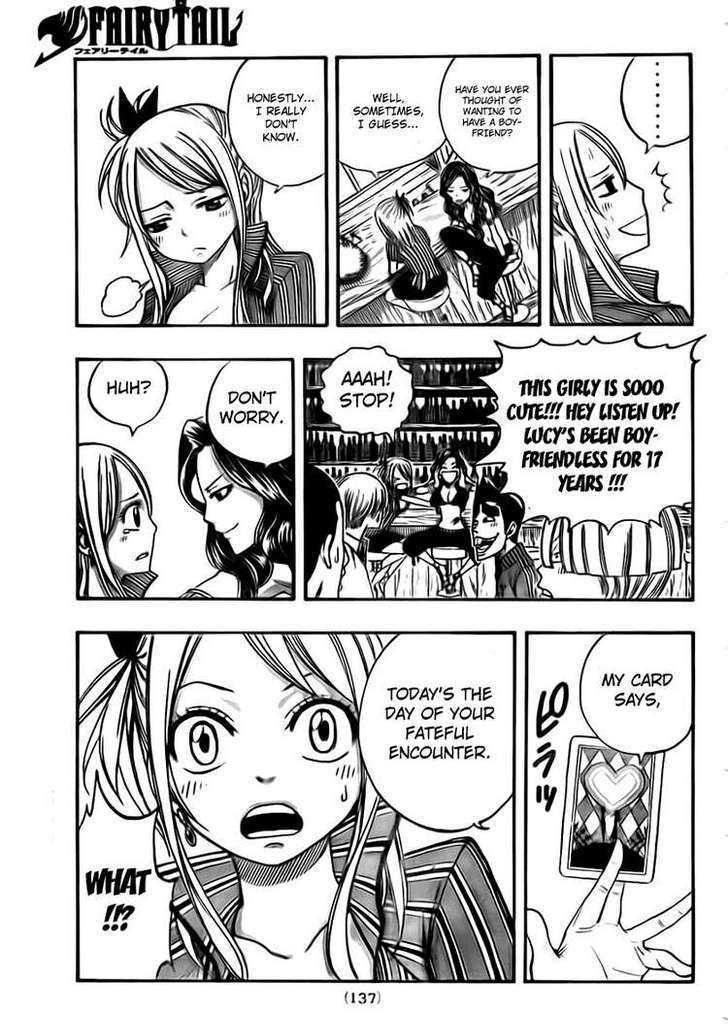 FAIRY TAIL
フェアリーテイル
. . . . . . . .
HAVE YOU EVER
THOUGHT OF
WANTING TO
HAVE A BOY-
FRIEND?
WELL,
SOMETIMES,
I GUESS...
HONESTLY...
I REALLY
DON'T
KNOW.
THIS GIRLY IS SOOO
CUTE!!! HEY LISTEN UP!
LUCY'S BEEN BOY-
FRIENDLESS FOR 17
YEARS !!!
AAAH!
STOP!
DON'T
WORRY.
HUH?
MY CARD
SAYS,
ピラッ
TODAY'S THE
DAY OF YOUR
FATEFUL
ENCOUNTER.
WHAT
!!?
(137)